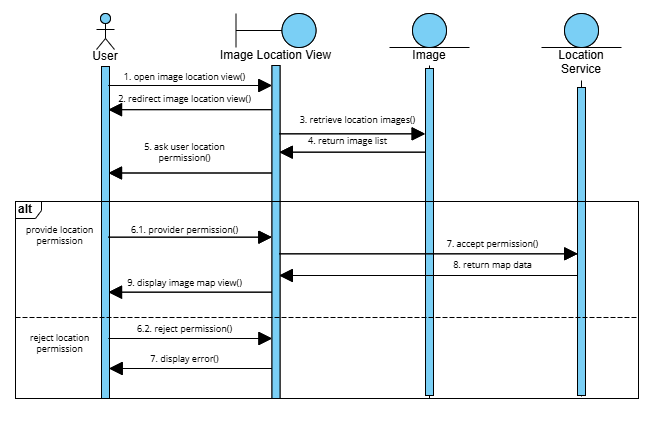 User
Image Location View
Image
Location
Service
1. open image location view()
2. redirect image location view()
3. retrieve location images()
4. return image list
5. ask user location
permission()
alt
provide location
permission
6.1. provider permission()
7. accept permission()
8. return map data
9. display image map view()
reject location
permission
6.2. reject permission()
7. display error()